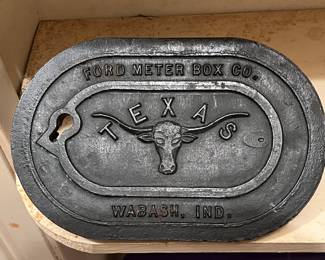 FORD METER BOX CO.
TEXAS
WABASH, IND.